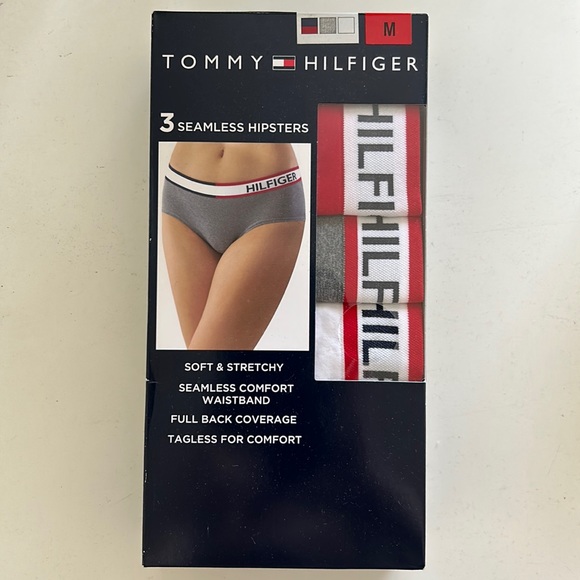 M
TOMMY HILFIGER
3 SEAMLESS HIPSTERS
HILFIGER
HILFI
HILFI
HILFI
SOFT & STRETCHY
SEAMLESS COMFORT
WAISTBAND
FULL BACK COVERAGE
TAGLESS FOR COMFORT